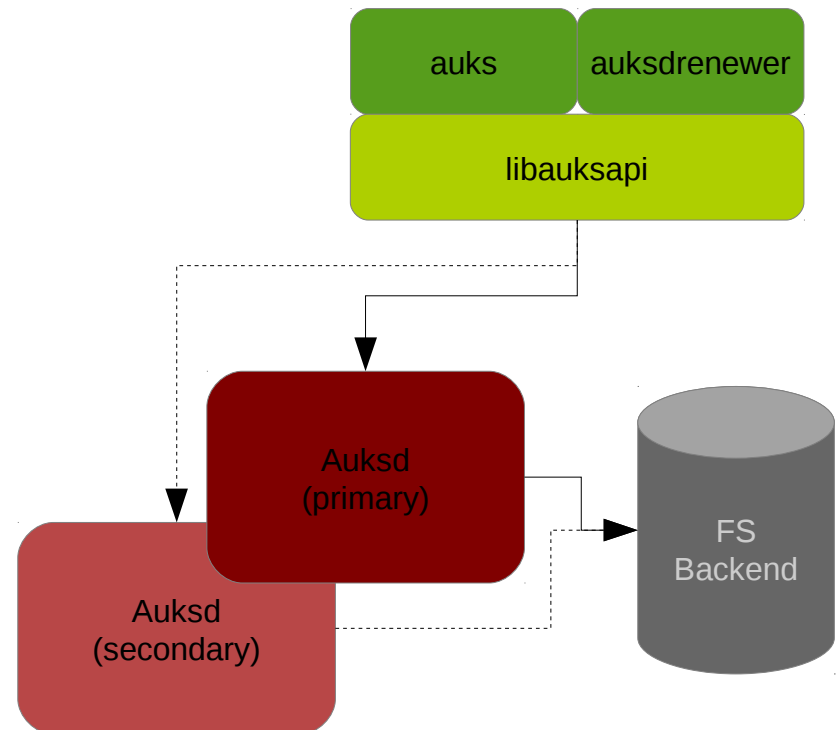 auks
auksdrenewer
libauksapi
Auksd
(primary)
FS
Backend
Auksd
(secondary)